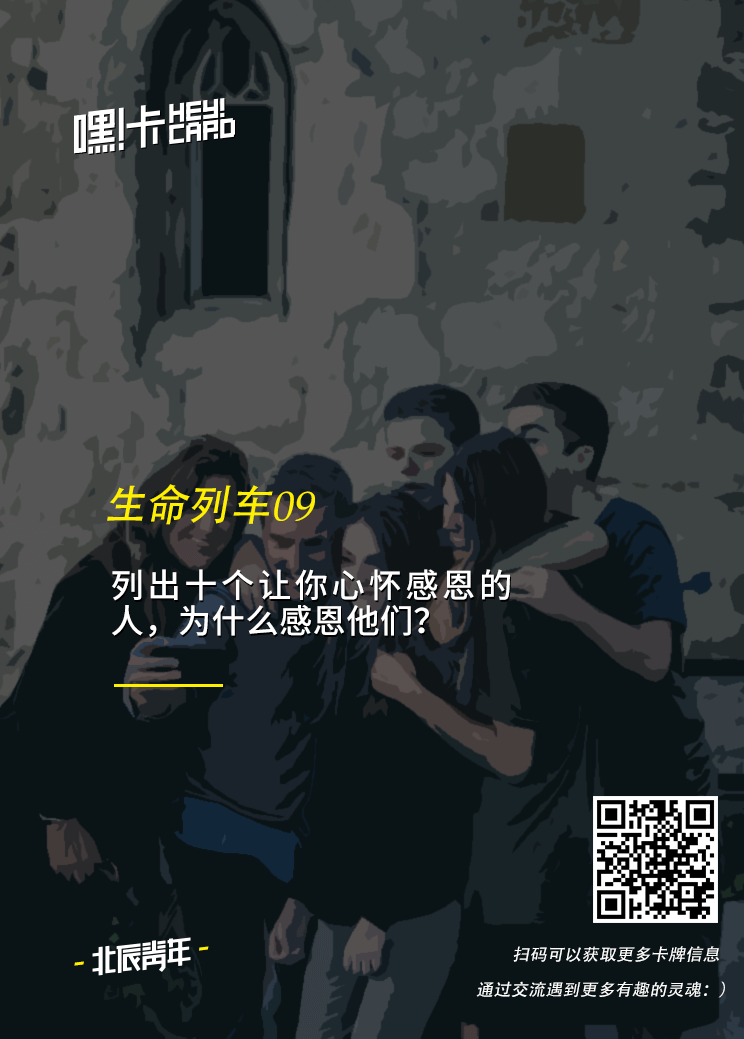 嘿!卡 HEY! CARD
生命列车09
列出十个让你心怀感恩的
人，为什么感恩他们?
- 北辰青年 -
扫码可以获取更多卡牌信息
通过交流遇到更多有趣的灵魂：）